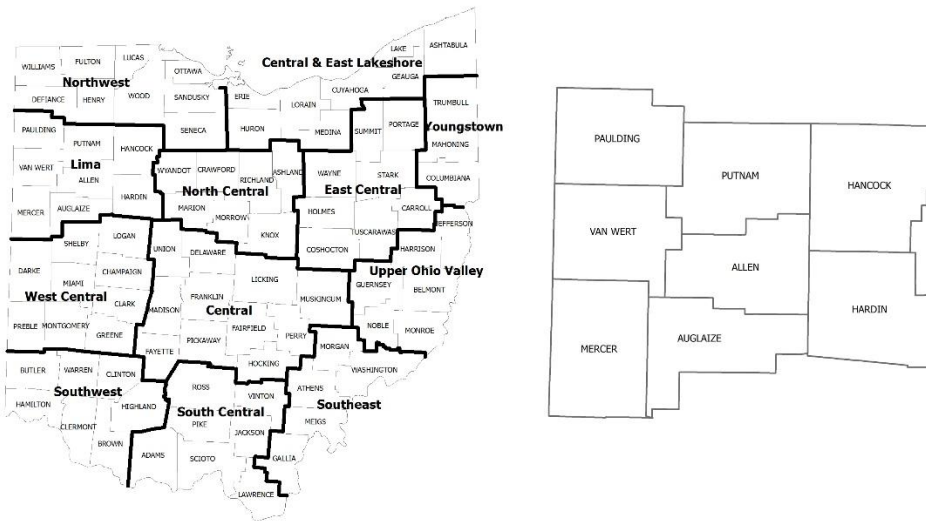 LAKE
ASHTABULA
LUCAS
FULTON
WILLIAMS
OTTAWA
Central & East Lakeshore
GEAUGA
Northwest
CUYAHOGA
DEFIANCE
HENRY
WOOD
SANDUSKY
ERIE
LORAIN
TRUMBULL
SENECA
HURON
MEDINA
SUMMIT
PORTAGE
Youngstown
PAULDING
PUTNAM
HANCOCK
MAHONING
VAN WERT
Lima
ALLEN
WYANDOT
CRAWFORD
RICHLAND
ASHLAND
WAYNE
STARK
COLUMBIANA
North Central
East Central
MERCER
AUGLAIZE
HARDIN
MARION
MORROW
HOLMES
CARROLL
KNOX
TUSCARAWAS
JEFFERSON
SHELBY
LOGAN
UNION
DELAWARE
COSHOCTON
HARRISON
DARKE
MIAMI
CHAMPAIGN
LICKING
Upper Ohio Valley
GUERNSEY
BELMONT
West Central
CLARK
MADISON
FRANKLIN
Central
MUSKINGUM
PREBLE
MONTGOMERY
GREENE
PICKAWAY
FAIRFIELD
PERRY
NOBLE
MONROE
FAYETTE
HOCKING
MORGAN
WASHINGTON
BUTLER
WARREN
CLINTON
ROSS
VINTON
ATHENS
Southwest
HAMILTON
HIGHLAND
South Central
Southeast
CLERMONT
PIKE
MEIGS
BROWN
JACKSON
ADAMS
SCIOTO
GALLIA
LAWRENCE
PAULDING
PUTNAM
HANCOCK
VAN WERT
ALLEN
HARDIN
MERCER
AUGLAIZE